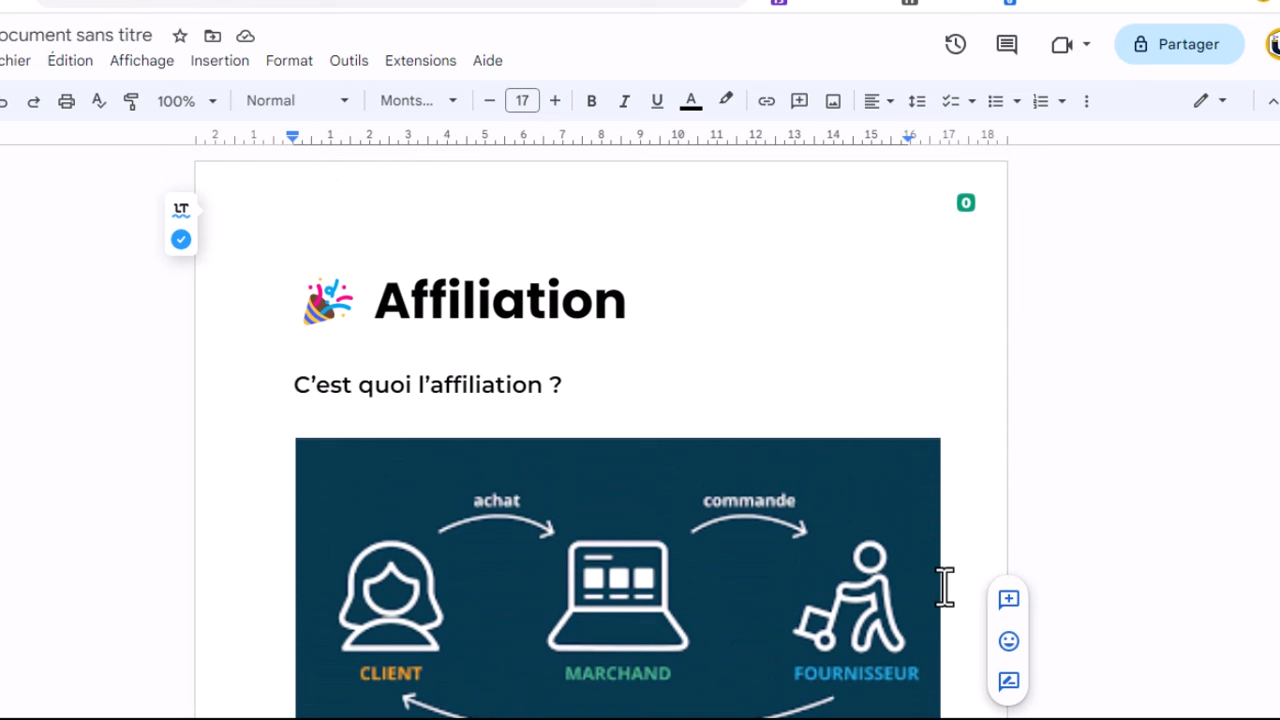 ocument sans titre
chier Édition Affichage Insertion Format Outils Extensions Aide
Partager
100% Normal Monts... 17 B I U A
2 1 1 2 3 4 5 6 7 8 9 10 11 12 13 14 15 16 17 18
LT
0
🎉 Affiliation
C’est quoi l’affiliation ?
achat commande
CLIENT MARCHAND FOURNISSEUR